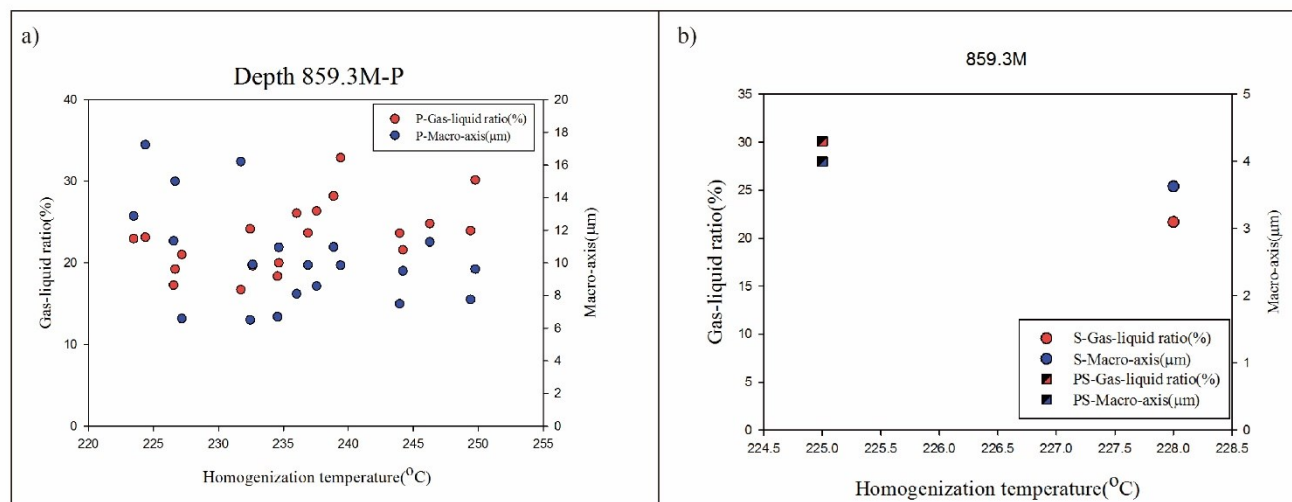 a)
Depth 859.3M-P
P-Gas-liquid ratio(%)
P-Macro-axis(μm)
Gas-liquid ratio(%)
40
30
20
10
0
20
18
16
14
12
10
8
6
4
2
0
Macro-axis(μm)
220 225 230 235 240 245 250 255
Homogenization temperature(°C)
b)
859.3M
Gas-liquid ratio(%)
35
30
25
20
15
10
5
0
5
4
3
2
1
0
Macro-axis(μm)
S-Gas-liquid ratio(%)
S-Macro-axis(μm)
PS-Gas-liquid ratio(%)
PS-Macro-axis(μm)
224.5 225.0 225.5 226.0 226.5 227.0 227.5 228.0 228.5
Homogenization temperature(°C)